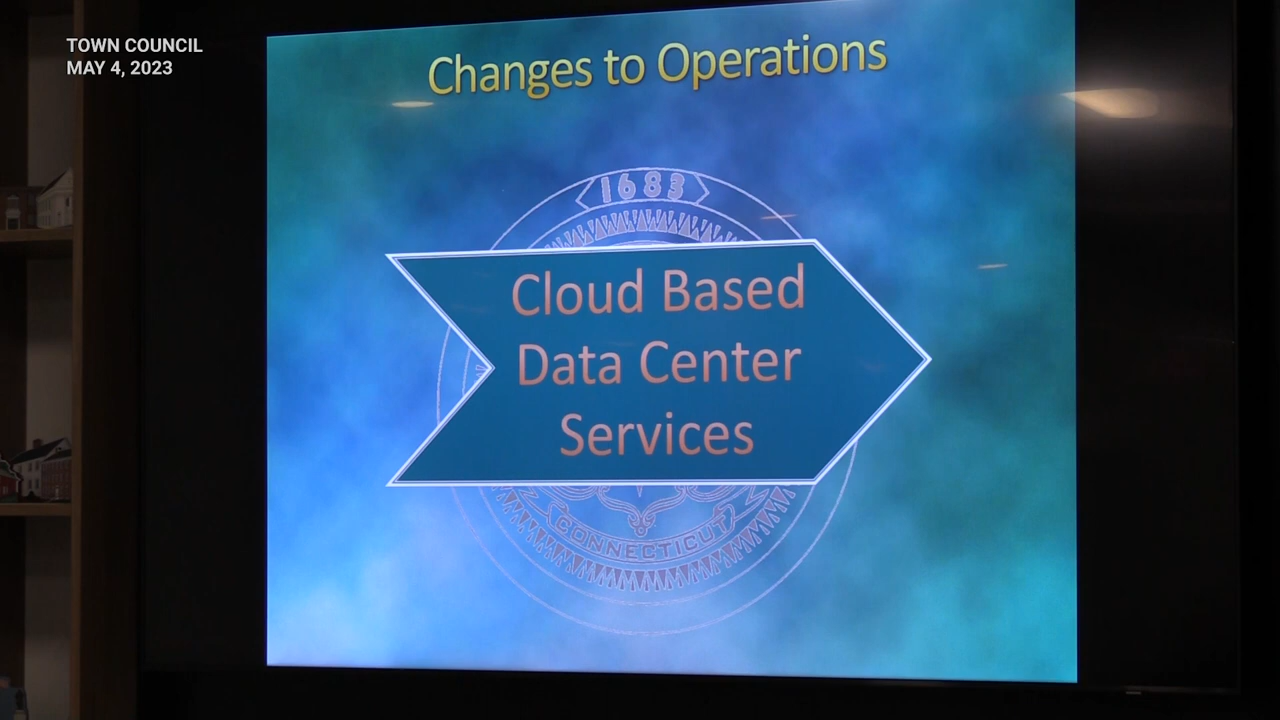 TOWN COUNCIL
MAY 4, 2023
Changes to Operations
1683
Cloud Based
Data Center
Services
CONNECTICUT